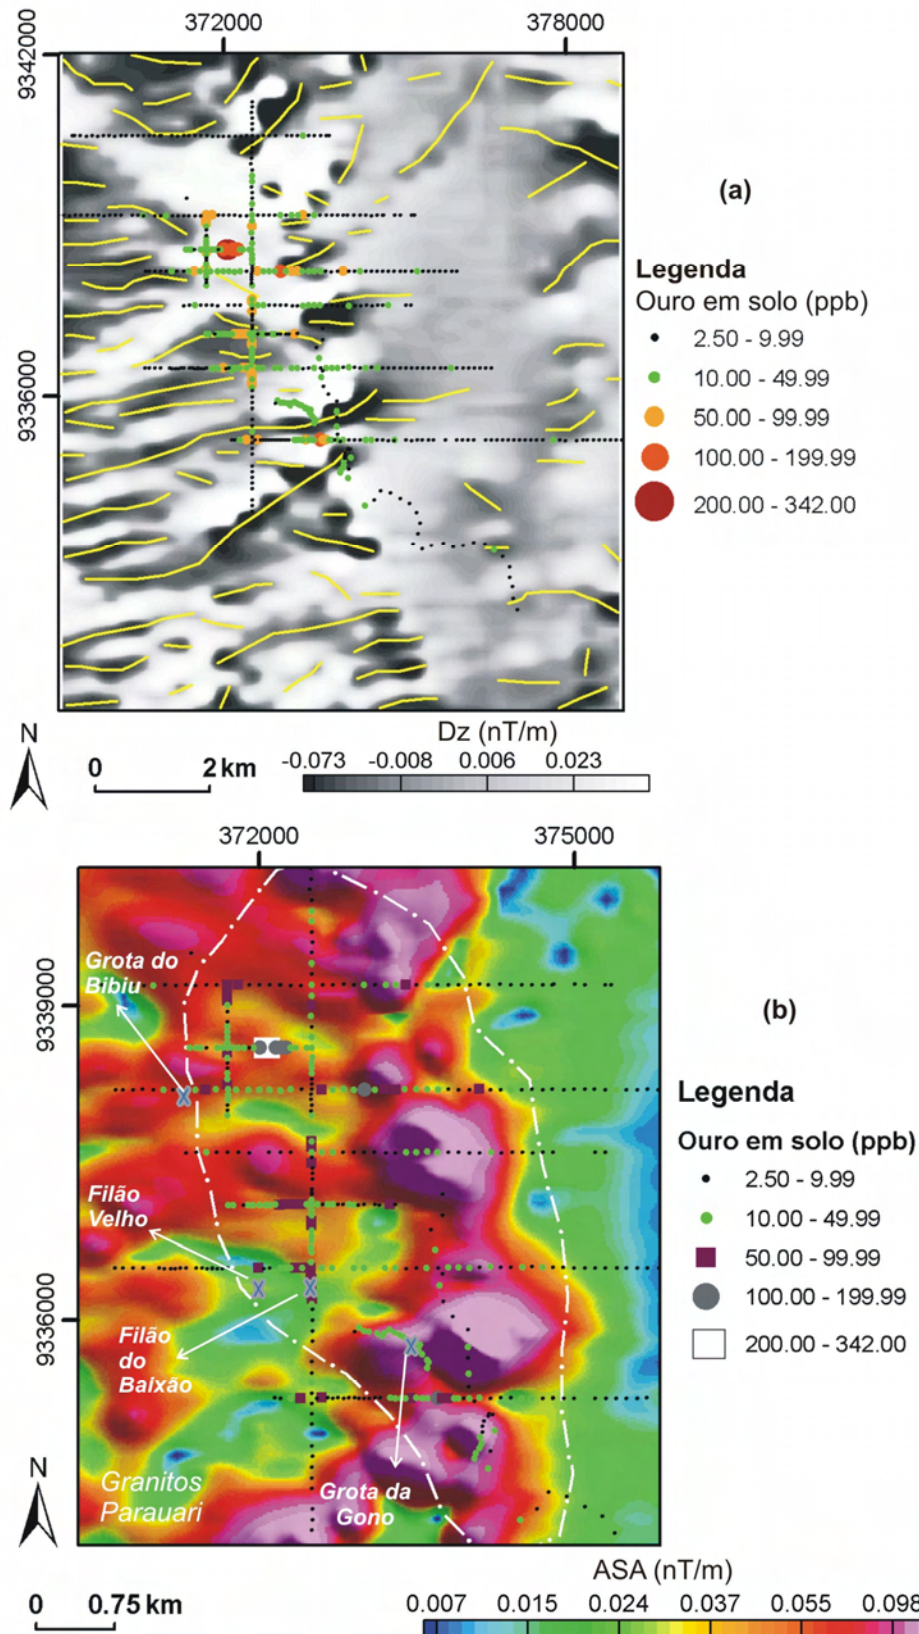 372000 378000
9342000
9336000
(a)
Legenda
Ouro em solo (ppb)
2.50 - 9.99
10.00 - 49.99
50.00 - 99.99
100.00 - 199.99
200.00 - 342.00
N
0 2 km
Dz (nT/m)
-0.073 -0.008 0.006 0.023
372000 375000
9339000
9336000
Grota do
Bibiu
Filão
Velho
Filão
do
Baixão
Grota da
Gono
Granitos
Parauari
(b)
Legenda
Ouro em solo (ppb)
2.50 - 9.99
10.00 - 49.99
50.00 - 99.99
100.00 - 199.99
200.00 - 342.00
N
0 0.75 km
ASA (nT/m)
0.007 0.015 0.024 0.037 0.055 0.098